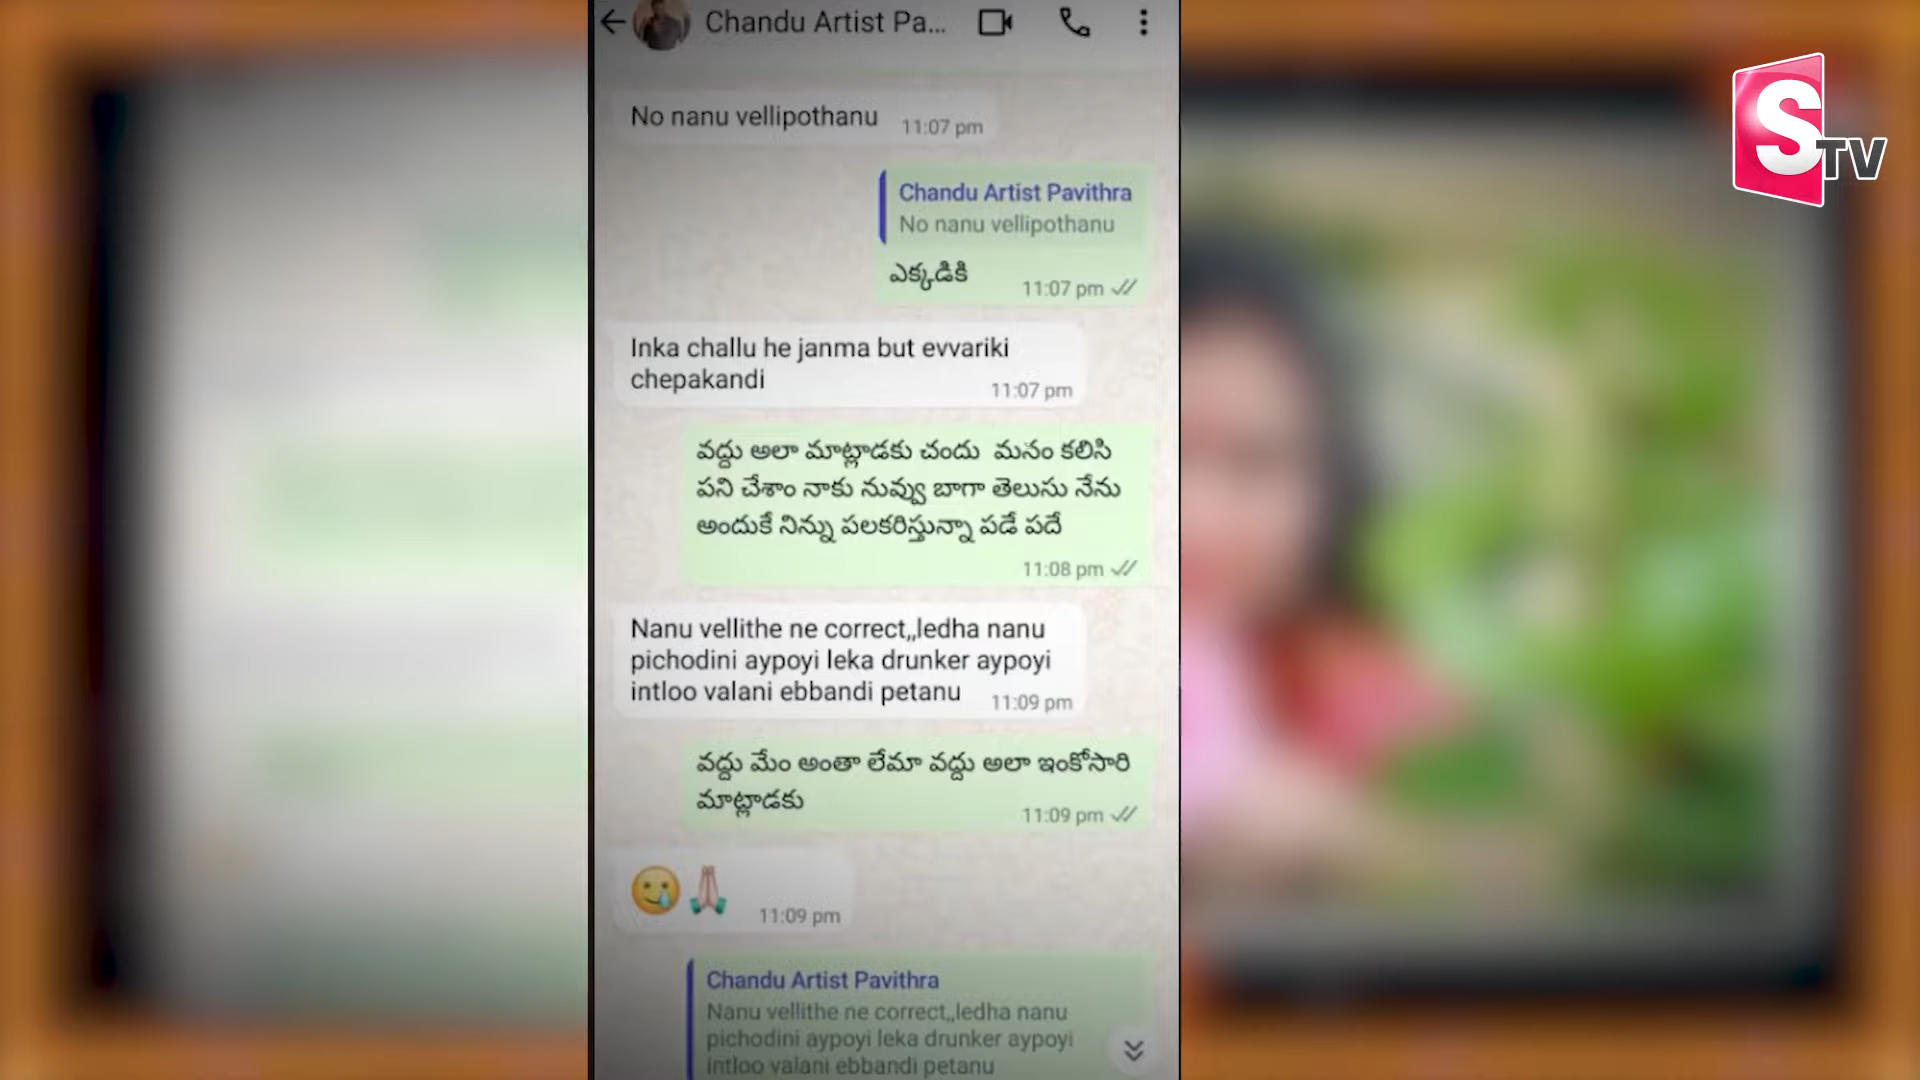 Chandu Artist Pa...
S TV
No nanu vellipothanu
11:07 pm
Chandu Artist Pavithra
No nanu vellipothanu
ఎక్కడికి
11:07 pm
Inka challu he janma but evvariki
chepakandi
11:07 pm
వద్దు అలా మాట్లాడకు చందు మనం కలిసి
పని చేశాం నాకు నువ్వు బాగా తెలుసు నేను
అందుకే నిన్ను పలకరిస్తున్నా పడే పదే
11:08 pm
Nanu vellithe ne correct,,ledha nanu
pichodini aypoyi leka drunker aypoyi
intloo valani ebbandi petanu
11:09 pm
వద్దు మేం అంతా లేమా వద్దు అలా ఇంకోసారి
మాట్లాడకు
11:09 pm
11:09 pm
Chandu Artist Pavithra
Nanu vellithe ne correct,,ledha nanu
pichodini aypoyi leka drunker aypoyi
intloo valani ebbandi petanu